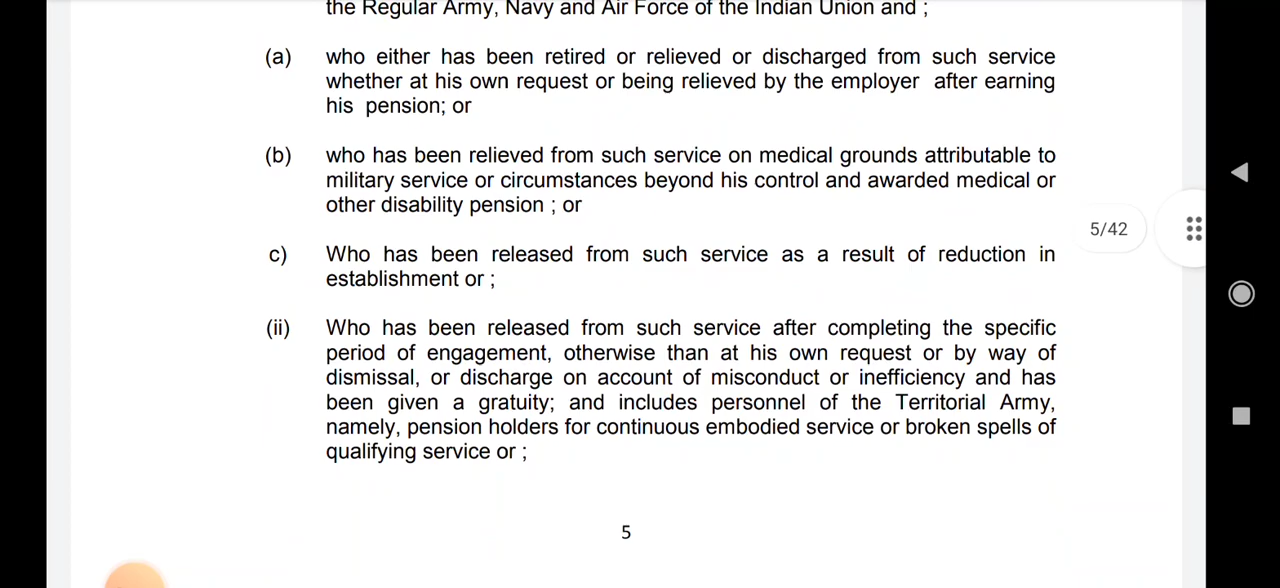 the Regular Army, Navy and Air Force of the Indian Union and ;
(a) who either has been retired or relieved or discharged from such service
whether at his own request or being relieved by the employer after earning
his pension; or
(b) who has been relieved from such service on medical grounds attributable to
military service or circumstances beyond his control and awarded medical or
other disability pension ; or
c) Who has been released from such service as a result of reduction in
establishment or ;
5/42
(ii) Who has been released from such service after completing the specific
period of engagement, otherwise than at his own request or by way of
dismissal, or discharge on account of misconduct or inefficiency and has
been given a gratuity; and includes personnel of the Territorial Army,
namely, pension holders for continuous embodied service or broken spells of
qualifying service or ;
5